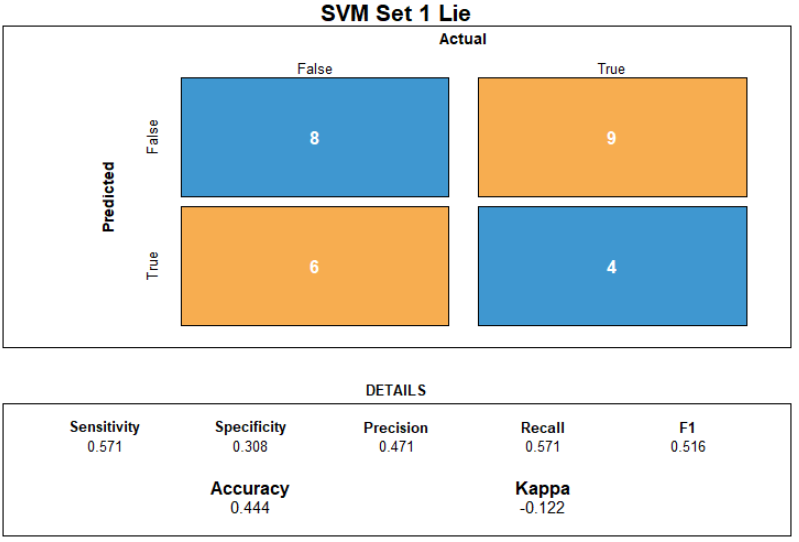 SVM Set 1 Lie
Actual
False True
Predicted
False
8 9
True
6 4
DETAILS
Sensitivity Specificity Precision Recall F1
0.571 0.308 0.471 0.571 0.516
Accuracy Kappa
0.444 -0.122